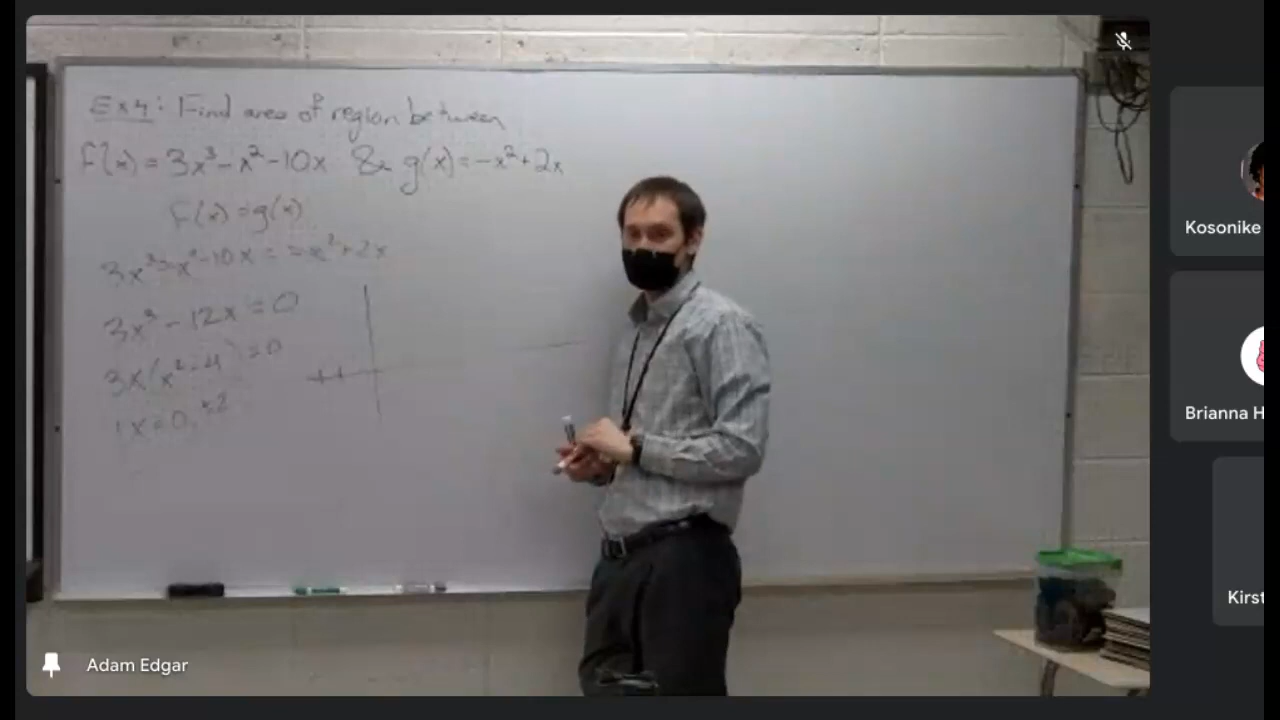 Ex 4: Find area of region between
f(x) = 3x³ - x² - 10x & g(x) = -x² + 2x
f(x) = g(x)
3x³ - x² - 10x = -x² + 2x
3x³ - 12x = 0
3x(x² - 4) = 0
x = 0, ±2
Adam Edgar
Kosonike
Brianna H
Kirst